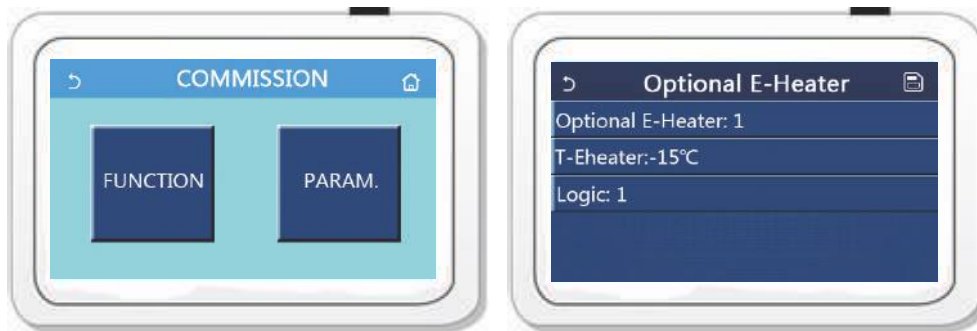 COMMISSION
FUNCTION
PARAM.
Optional E-Heater
Optional E-Heater: 1
T-Eheater:-15℃
Logic: 1